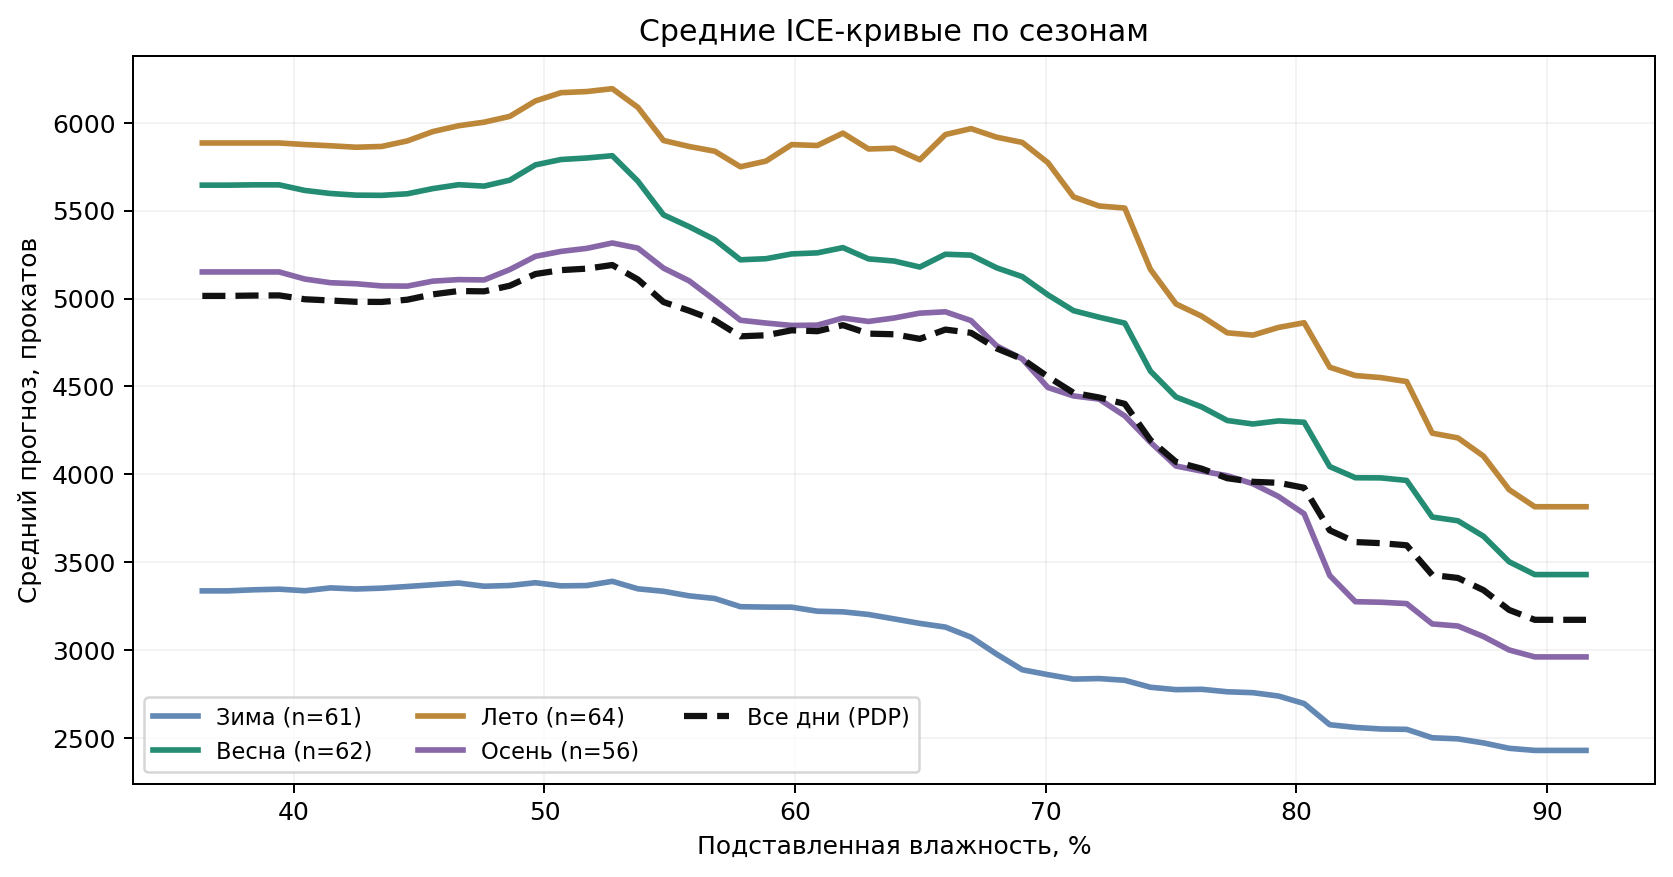 Средние ICE-кривые по сезонам
Средний прогноз, прокатов
6000
5500
5000
4500
4000
3500
3000
2500
Зима (n=61)
Весна (n=62)
Лето (n=64)
Осень (n=56)
Все дни (PDP)
40 50 60 70 80 90
Подставленная влажность, %